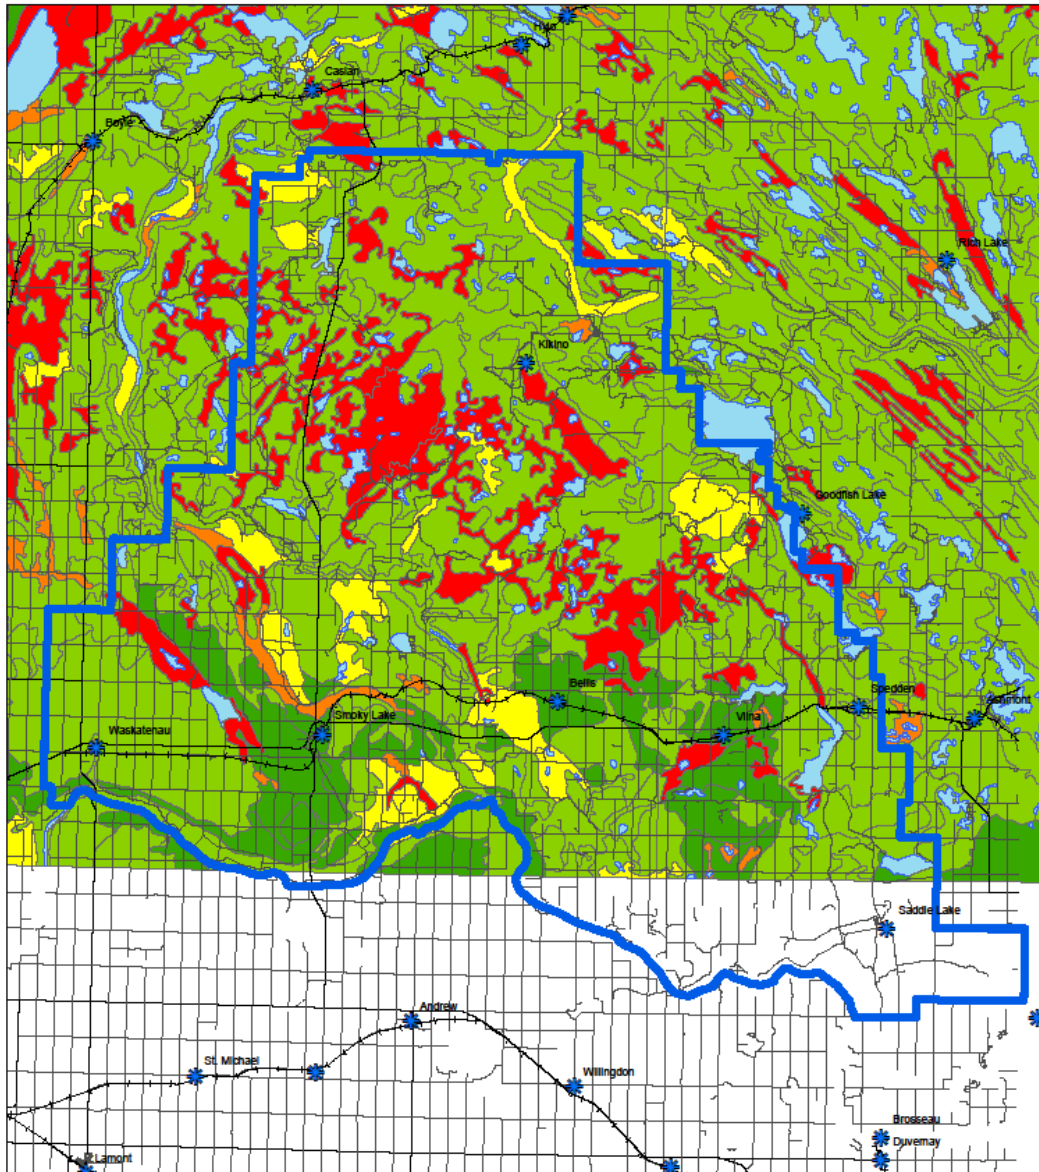 Hylo
Caslan
Boyle
Rich Lake
Kikino
Goodfish Lake
Bellis
Spedden
Ashmont
Smoky Lake
Vilna
Waskatenau
Saddle Lake
Andrew
St. Michael
Willingdon
Brosseau
Duvernay
Lamont